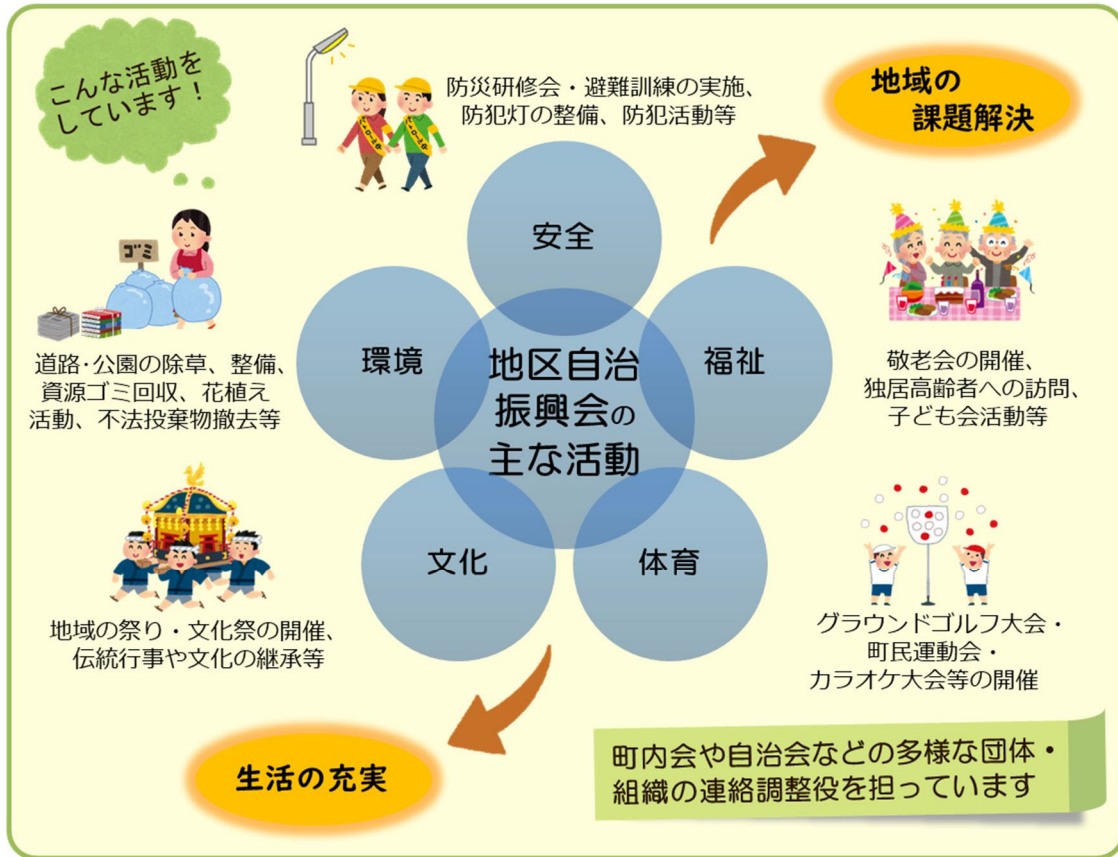 こんな活動を
しています！
防災研修会・避難訓練の実施、
防犯灯の整備、防犯活動等
地域の
課題解決
安全
ゴミ
道路・公園の除草、整備、
資源ゴミ回収、花植え
活動、不法投棄物撤去等
環境
地区自治
振興会の
主な活動
福祉
敬老会の開催、
独居高齢者への訪問、
子ども会活動等
文化
体育
地域の祭り・文化祭の開催、
伝統行事や文化の継承等
グラウンドゴルフ大会・
町民運動会・
カラオケ大会等の開催
生活の充実
町内会や自治会などの多様な団体・
組織の連絡調整役を担っています